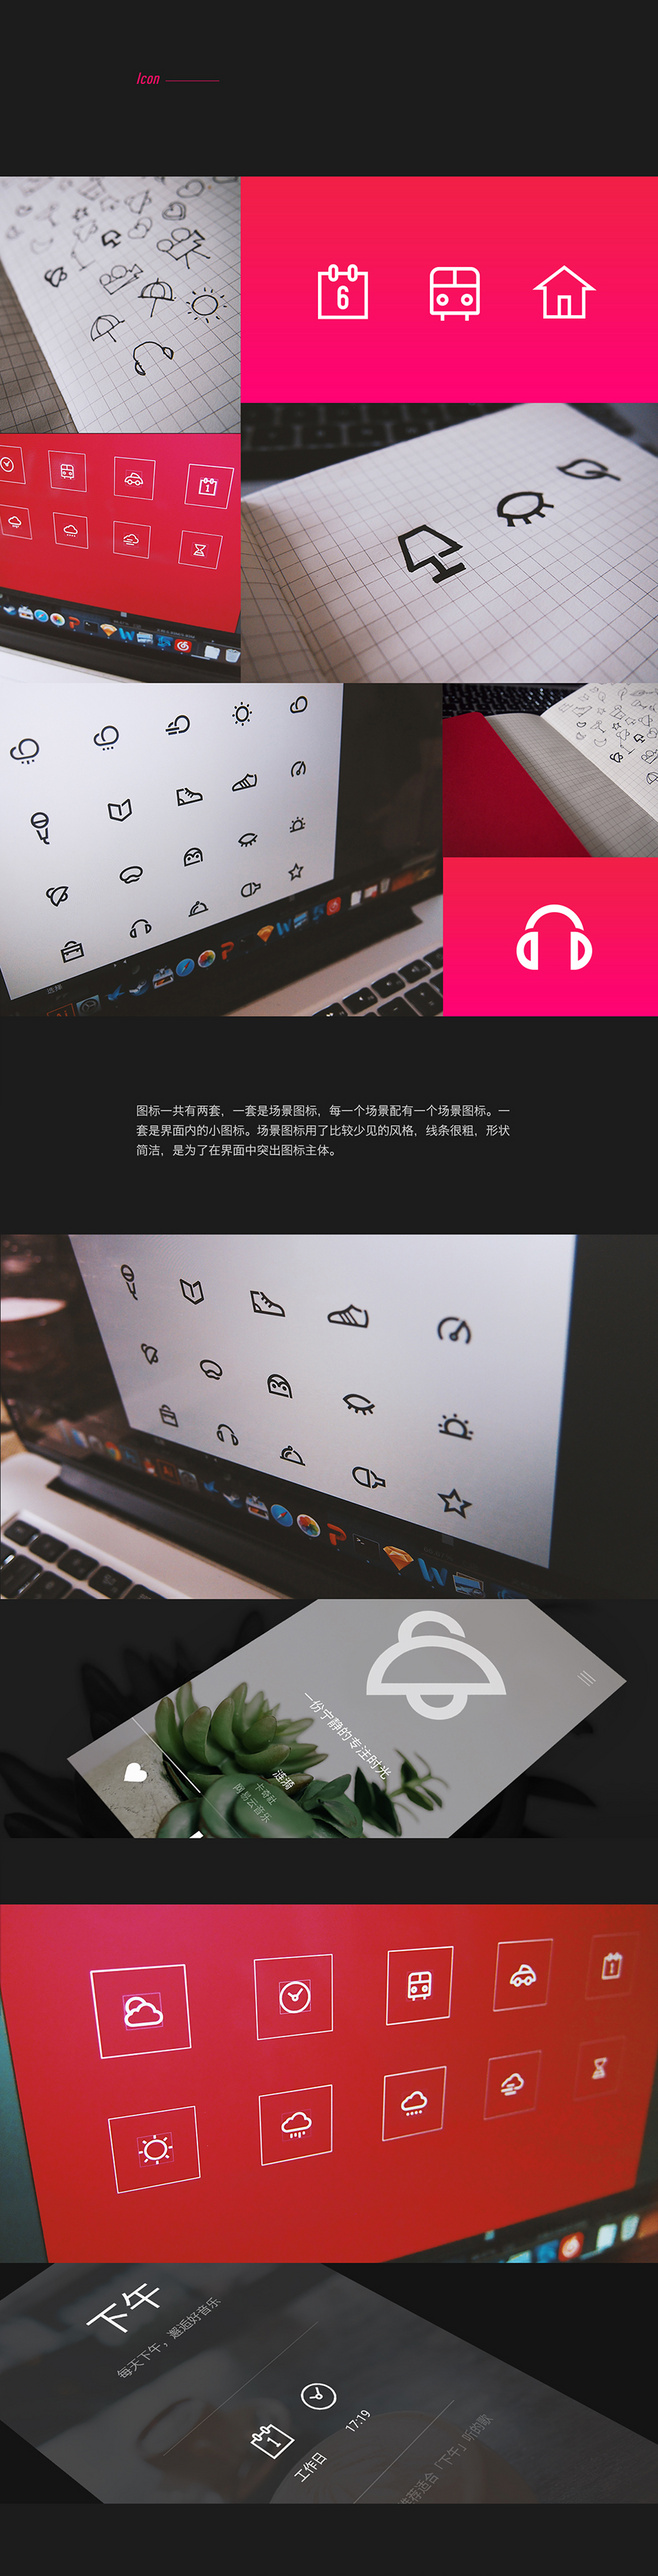 Icon
6
1
选择
图标一共有两套，一套是场景图标，每一个场景配有一个场景图标。一
套是界面内的小图标。场景图标用了比较少见的风格，线条很粗，形状
简洁，是为了在界面中突出图标主体。
一份宁静的专注时光
涟漪
卡奇社
网易云音乐
1
下午
每天下午，邂逅好音乐
17:19
1
工作日
推荐适合「下午」听的歌